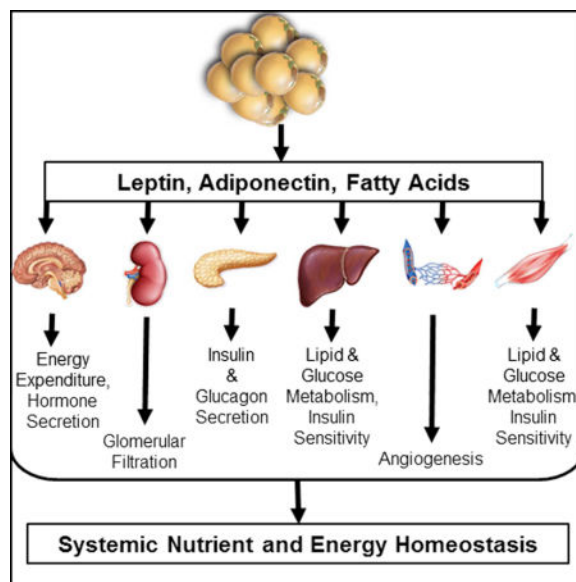 Leptin, Adiponectin, Fatty Acids
Energy
Expenditure,
Hormone
Secretion
Glomerular
Filtration
Insulin
&
Glucagon
Secretion
Lipid &
Glucose
Metabolism,
Insulin
Sensitivity
Angiogenesis
Lipid &
Glucose
Metabolism,
Insulin
Sensitivity
Systemic Nutrient and Energy Homeostasis